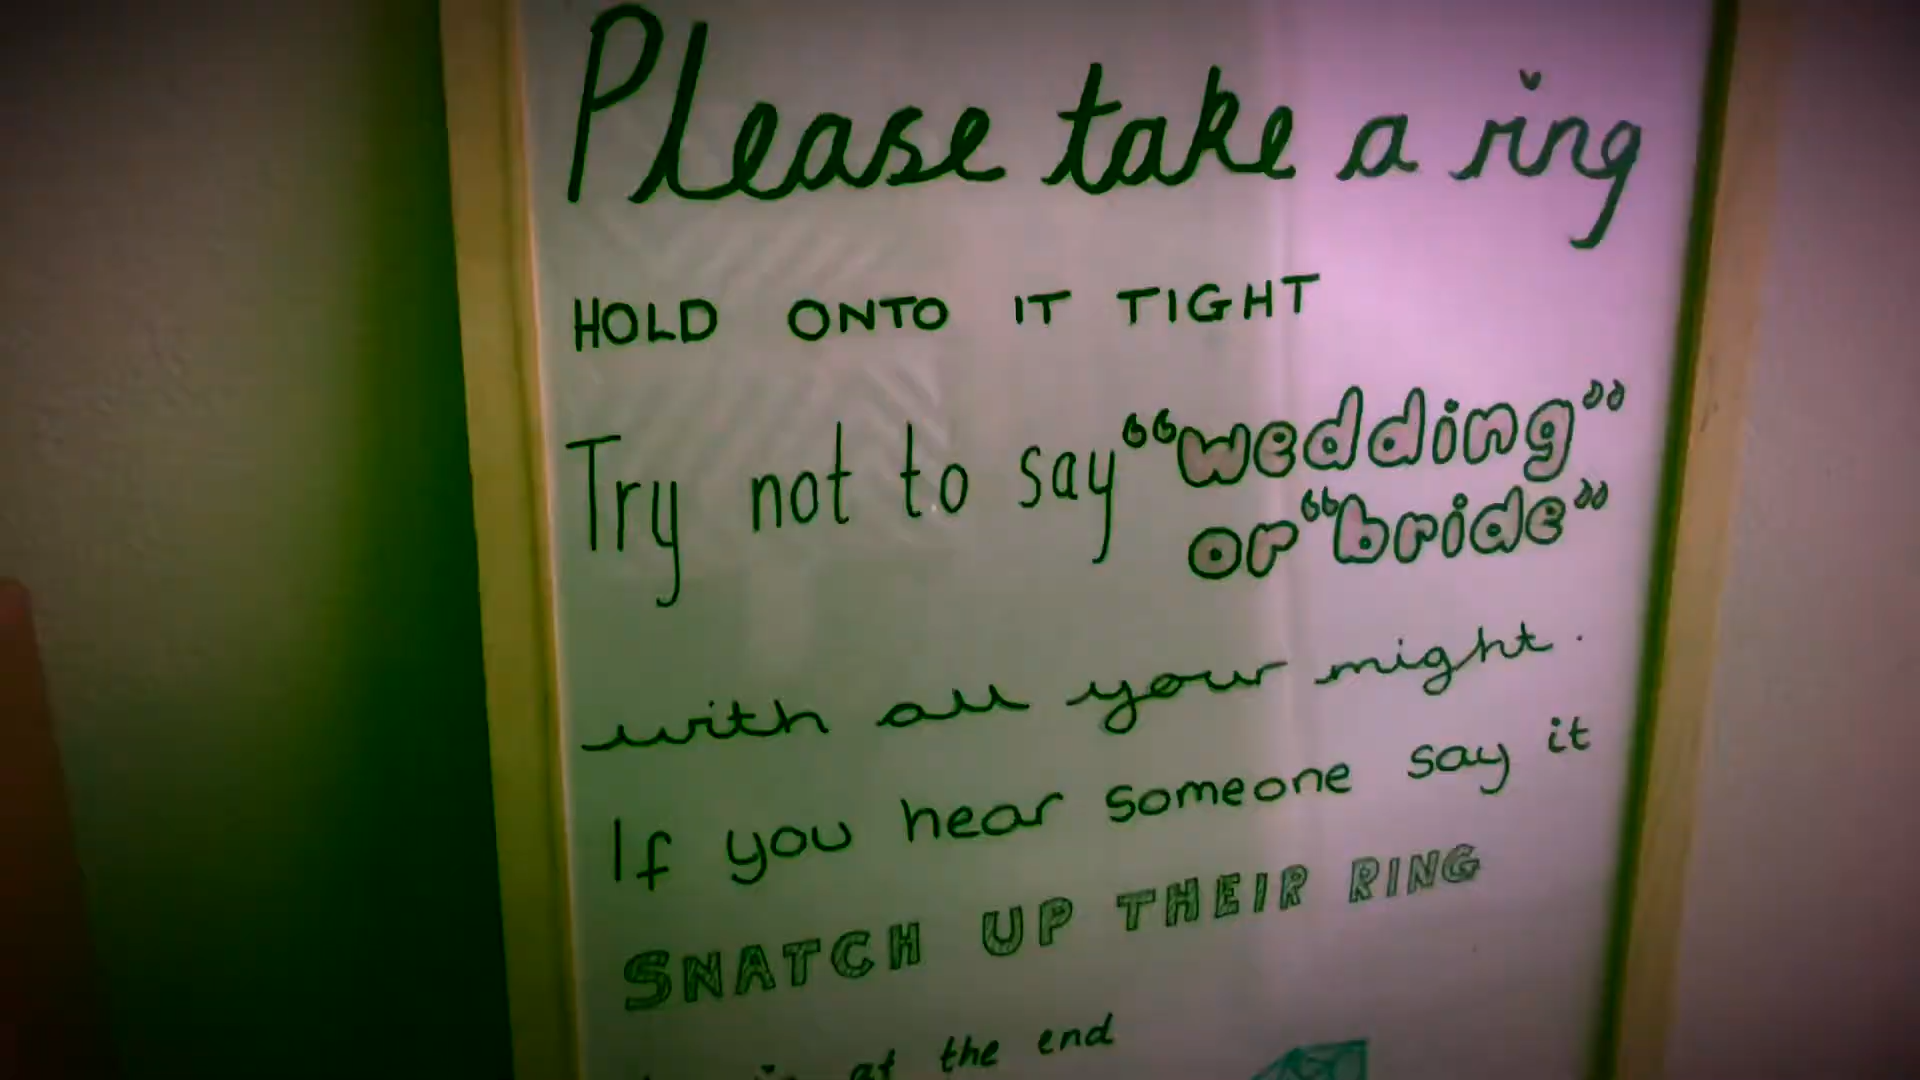 Please take a ring
HOLD ONTO IT TIGHT
Try not to say "wedding"
or "bride"
with all your might.
If you hear someone say it
SNATCH UP THEIR RING
at the end